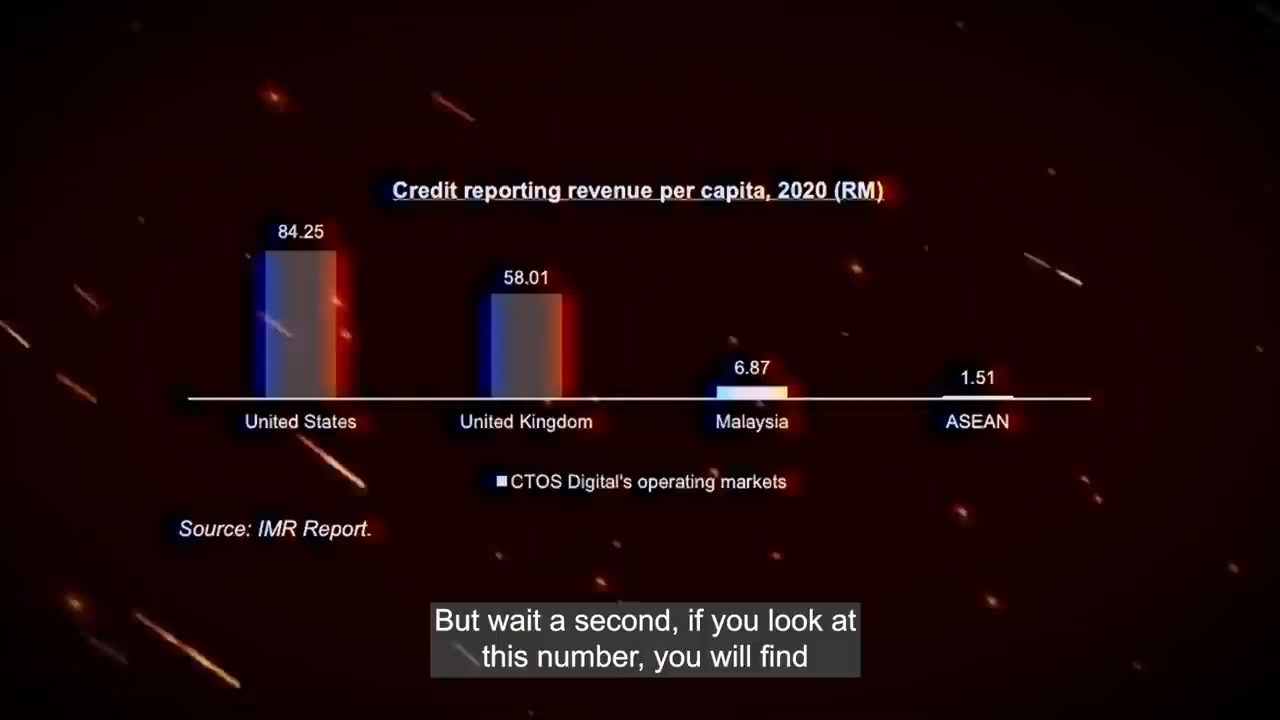 Credit reporting revenue per capita, 2020 (RM)
84.25
58.01
6.87
1.51
United States
United Kingdom
Malaysia
ASEAN
CTOS Digital's operating markets
Source: IMR Report.
But wait a second, if you look at
this number, you will find